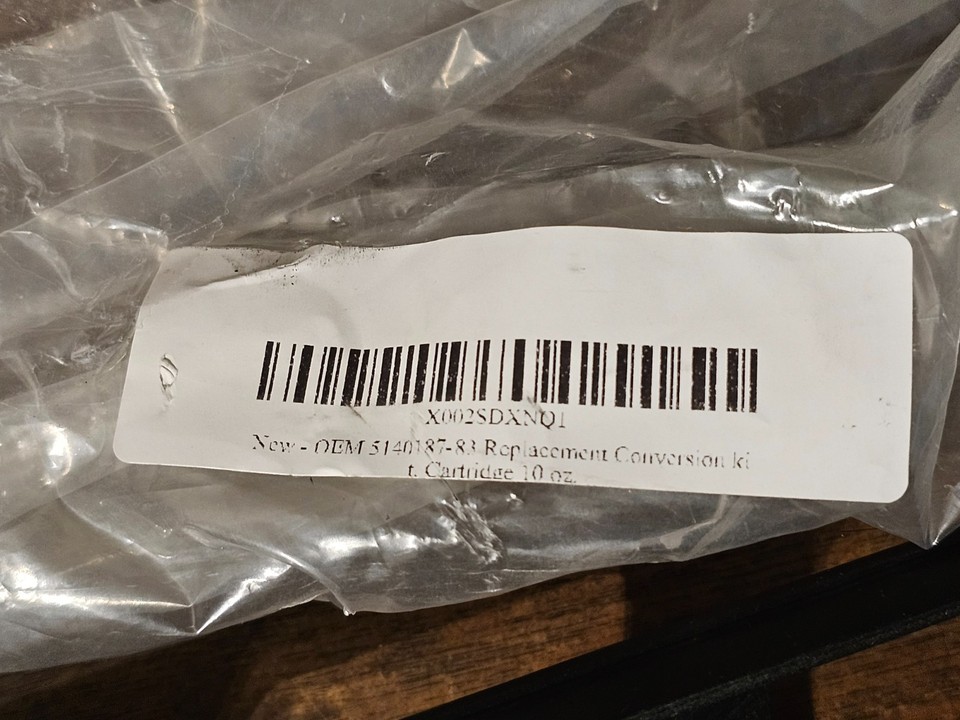 X002SDXNQ1
New - OEM 5140187-83 Replacement Conversion ki
t. Cartridge 10 oz.